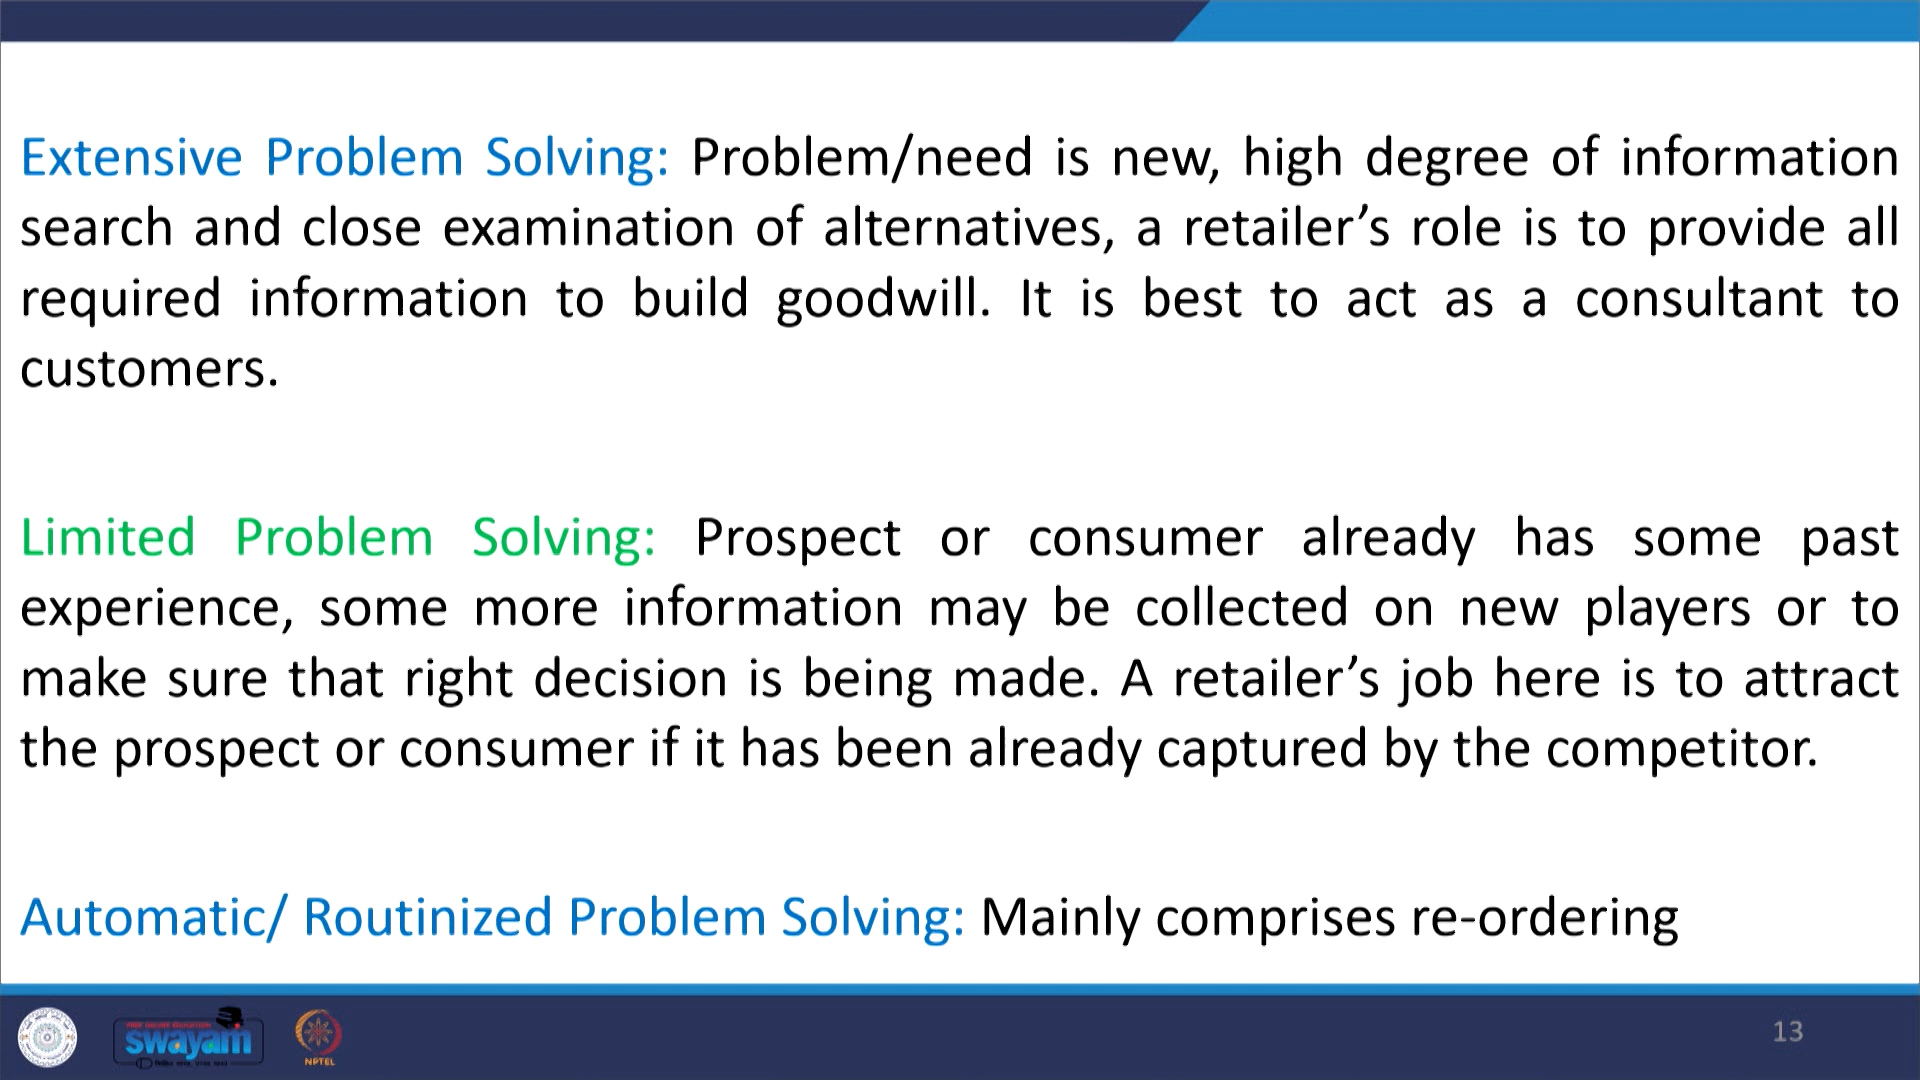 Extensive Problem Solving: Problem/need is new, high degree of information
search and close examination of alternatives, a retailer’s role is to provide all
required information to build goodwill. It is best to act as a consultant to
customers.
Limited Problem Solving: Prospect or consumer already has some past
experience, some more information may be collected on new players or to
make sure that right decision is being made. A retailer’s job here is to attract
the prospect or consumer if it has been already captured by the competitor.
Automatic/ Routinized Problem Solving: Mainly comprises re-ordering
FREE ONLINE EDUCATION
swayam
NPTEL
13